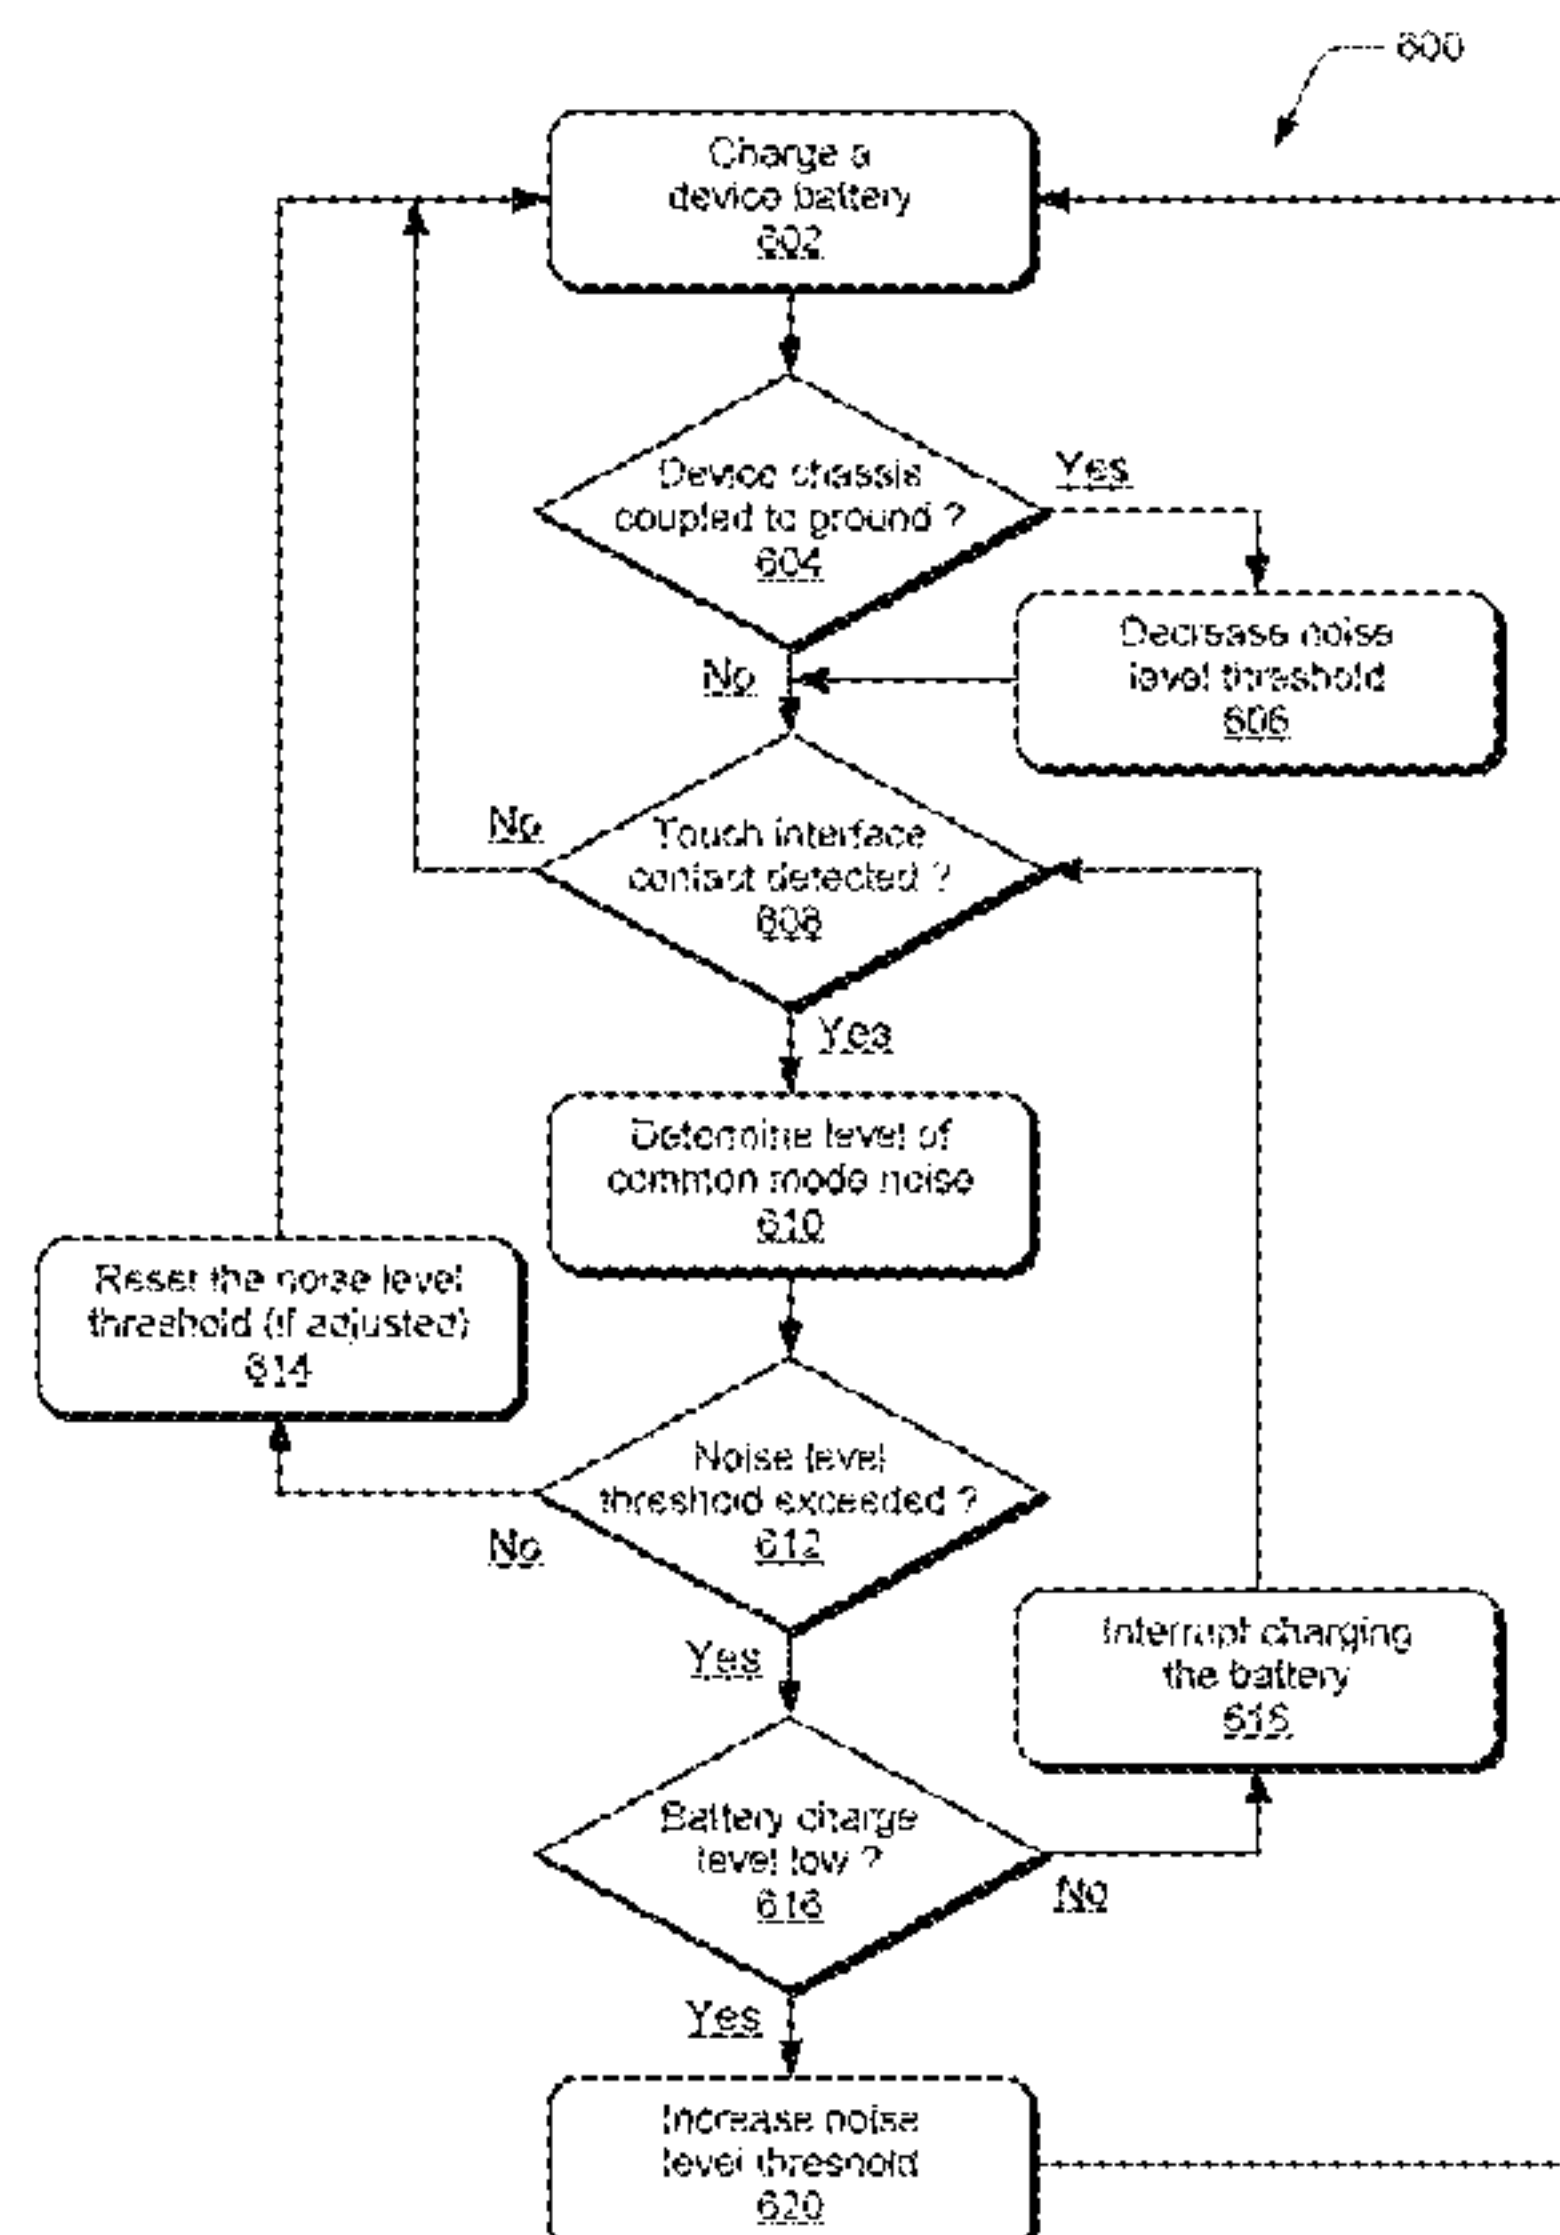 600
Charge a
device battery
602
Device chassis
coupled to ground ?
604
Yes
Decrease noise
level threshold
606
No
Touch interface
contact detected ?
608
No
Yes
Determine level of
common mode noise
610
Reset the noise level
threshold (if adjusted)
614
Noise level
threshold exceeded ?
612
No
Yes
Interrupt charging
the battery
618
Battery charge
level low ?
616
No
Yes
Increase noise
level threshold
620